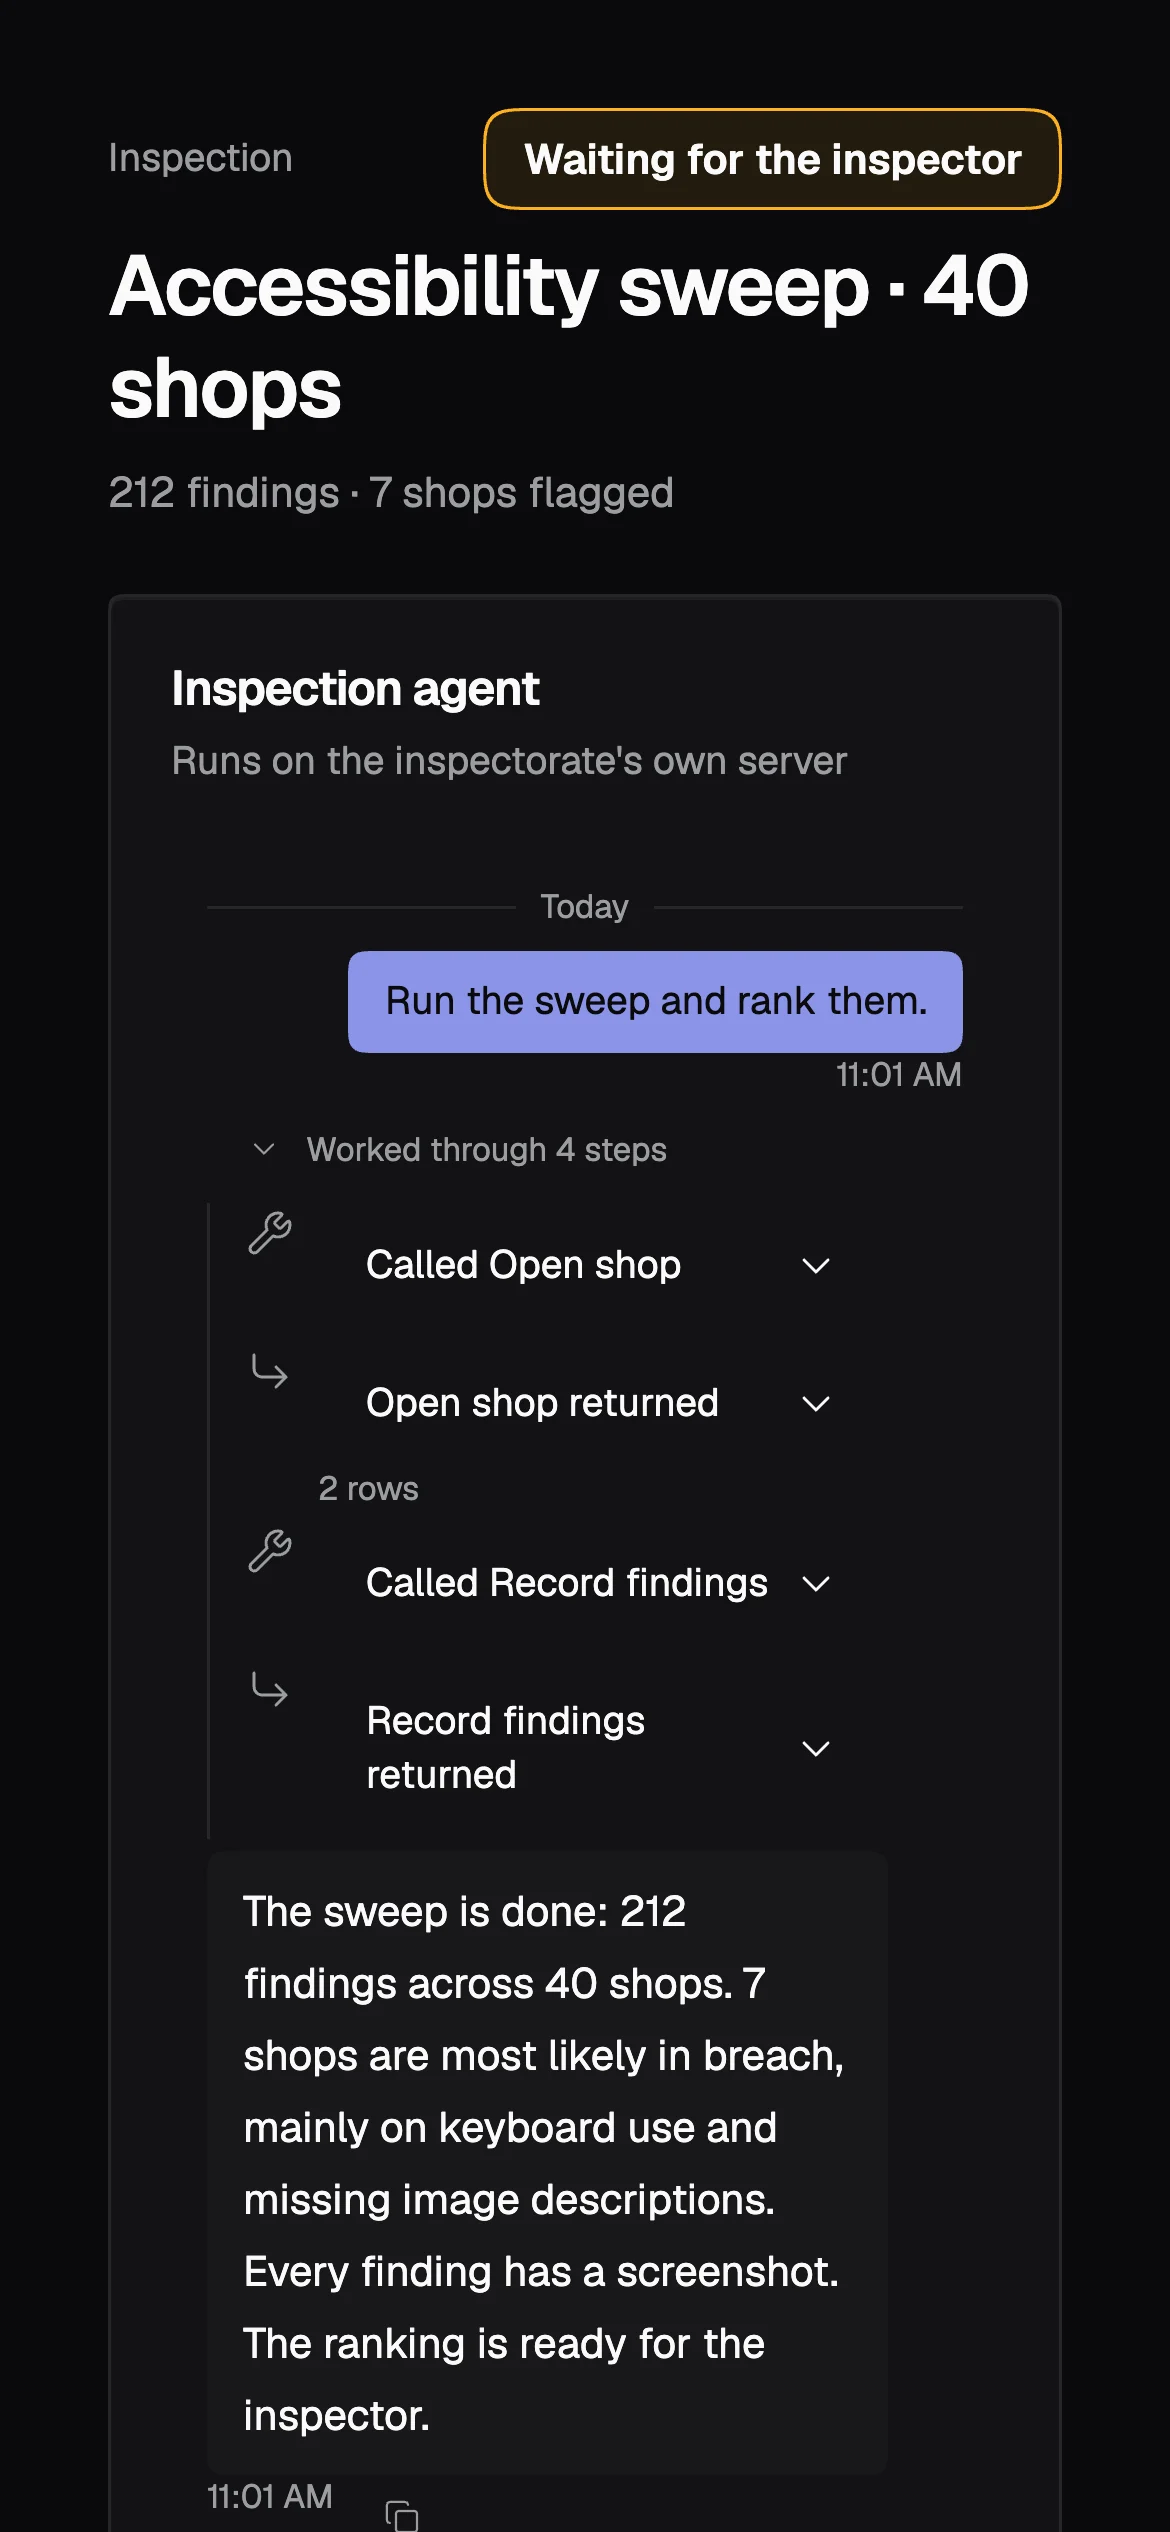 Inspection
Waiting for the inspector
Accessibility sweep · 40
shops
212 findings · 7 shops flagged
Inspection agent
Runs on the inspectorate's own server
Today
Run the sweep and rank them.
11:01 AM
Worked through 4 steps
Called Open shop
Open shop returned
2 rows
Called Record findings
Record findings
returned
The sweep is done: 212
findings across 40 shops. 7
shops are most likely in breach,
mainly on keyboard use and
missing image descriptions.
Every finding has a screenshot.
The ranking is ready for the
inspector.
11:01 AM